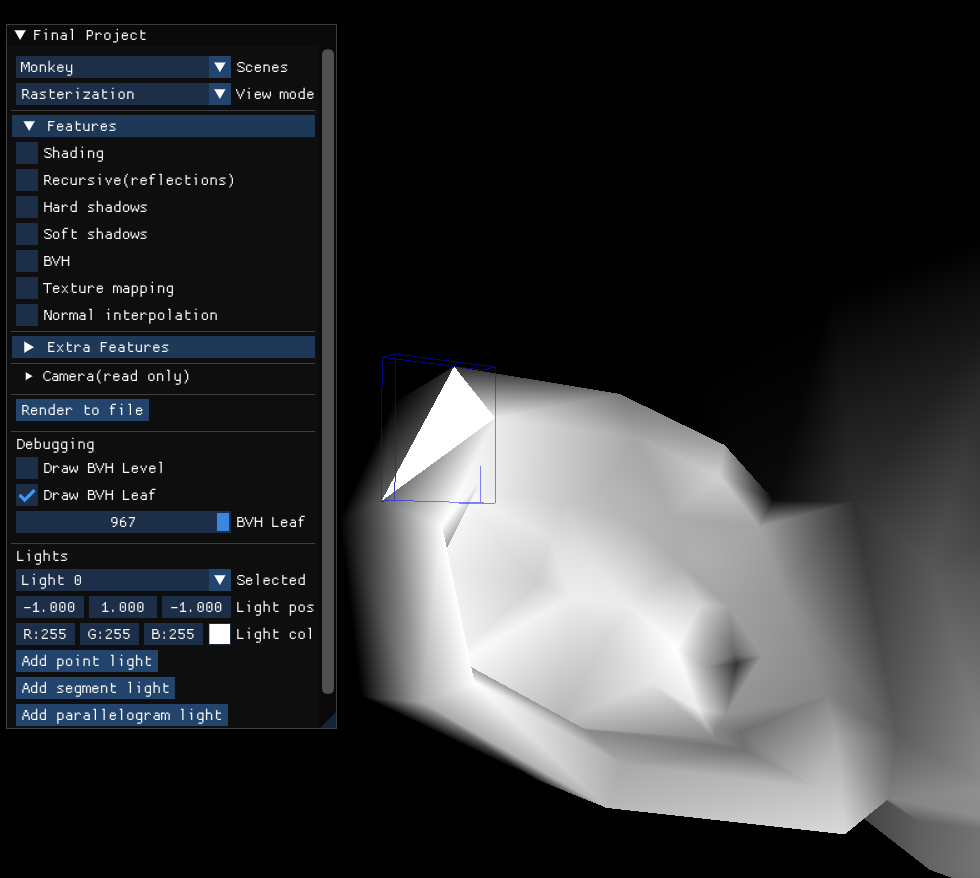 Final Project
Monkey Scenes
Rasterization View mode
Features
Shading
Recursive(reflections)
Hard shadows
Soft shadows
BVH
Texture mapping
Normal interpolation
Extra Features
Camera(read only)
Render to file
Debugging
Draw BVH Level
Draw BVH Leaf
967 BVH Leaf
Lights
Light 0 Selected
-1.000 1.000 -1.000 Light pos
R:255 G:255 B:255 Light col
Add point light
Add segment light
Add parallelogram light